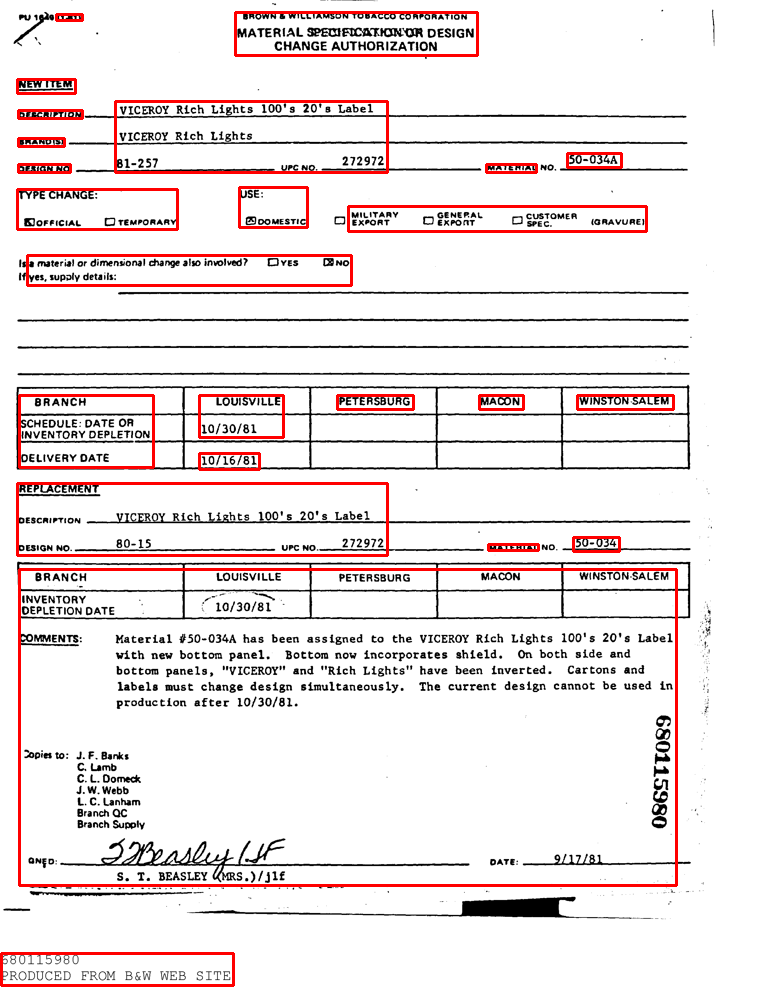 BROWN & WILLIAMSON TOBACCO CORPORATION
PU 1649
MATERIAL SPECIFICATION OR DESIGN
CHANGE AUTHORIZATION
NEW ITEM
DESCRIPTION VICEROY Rich Lights 100's 20's Label
BRAND(S) VICEROY Rich Lights
DESIGN NO. 81-257 UPC NO. 272972 MATERIAL NO. 50-034A
TYPE CHANGE: USE:
☒ OFFICIAL ☐ TEMPORARY ☒ DOMESTIC ☐ MILITARY EXPORT ☐ GENERAL EXPORT ☐ CUSTOMER SPEC. (GRAVURE)
Is a material or dimensional change also involved? ☐ YES ☒ NO
If yes, supply details:
BRANCH LOUISVILLE PETERSBURG MACON WINSTON-SALEM
SCHEDULE: DATE OR
INVENTORY DEPLETION 10/30/81
DELIVERY DATE 10/16/81
REPLACEMENT
DESCRIPTION VICEROY Rich Lights 100's 20's Label
DESIGN NO. 80-15 UPC NO. 272972 MATERIAL NO. 50-034
BRANCH LOUISVILLE PETERSBURG MACON WINSTON-SALEM
INVENTORY
DEPLETION DATE 10/30/81
COMMENTS: Material #50-034A has been assigned to the VICEROY Rich Lights 100's 20's Label
with new bottom panel. Bottom now incorporates shield. On both side and
bottom panels, "VICEROY" and "Rich Lights" have been inverted. Cartons and
labels must change design simultaneously. The current design cannot be used in
production after 10/30/81.
680115980
Copies to: J. F. Banks
C. Lamb
C. L. Domeck
J. W. Webb
L. C. Lanham
Branch QC
Branch Supply
GNED: S T Beasley / JF DATE: 9/17/81
S. T. BEASLEY (MRS.)/jlf
680115980
PRODUCED FROM B&W WEB SITE